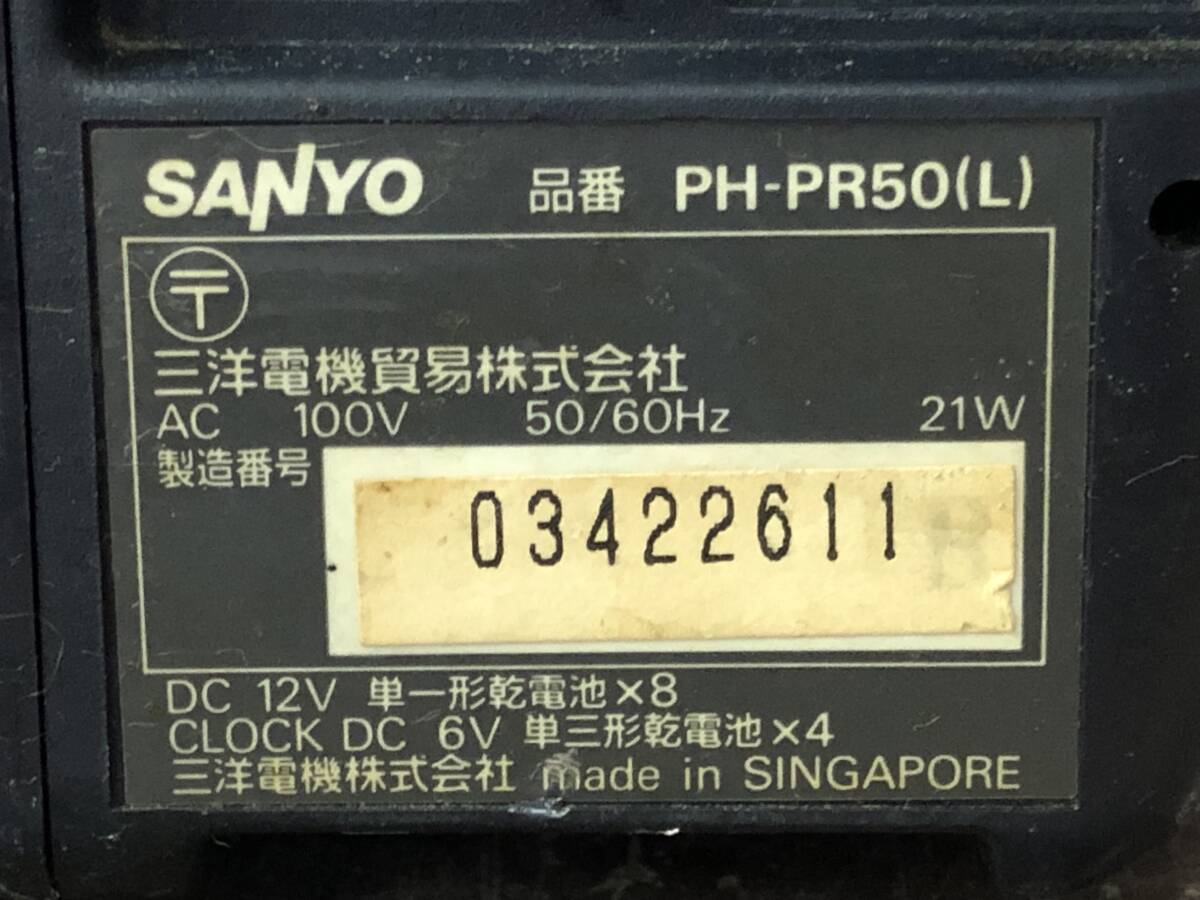 SANYO 品番 PH-PR50(L)
〒
三洋電機貿易株式会社
AC 100V 50/60Hz 21W
製造番号 03422611
DC 12V 単一形乾電池×8
CLOCK DC 6V 単三形乾電池×4
三洋電機株式会社 made in SINGAPORE